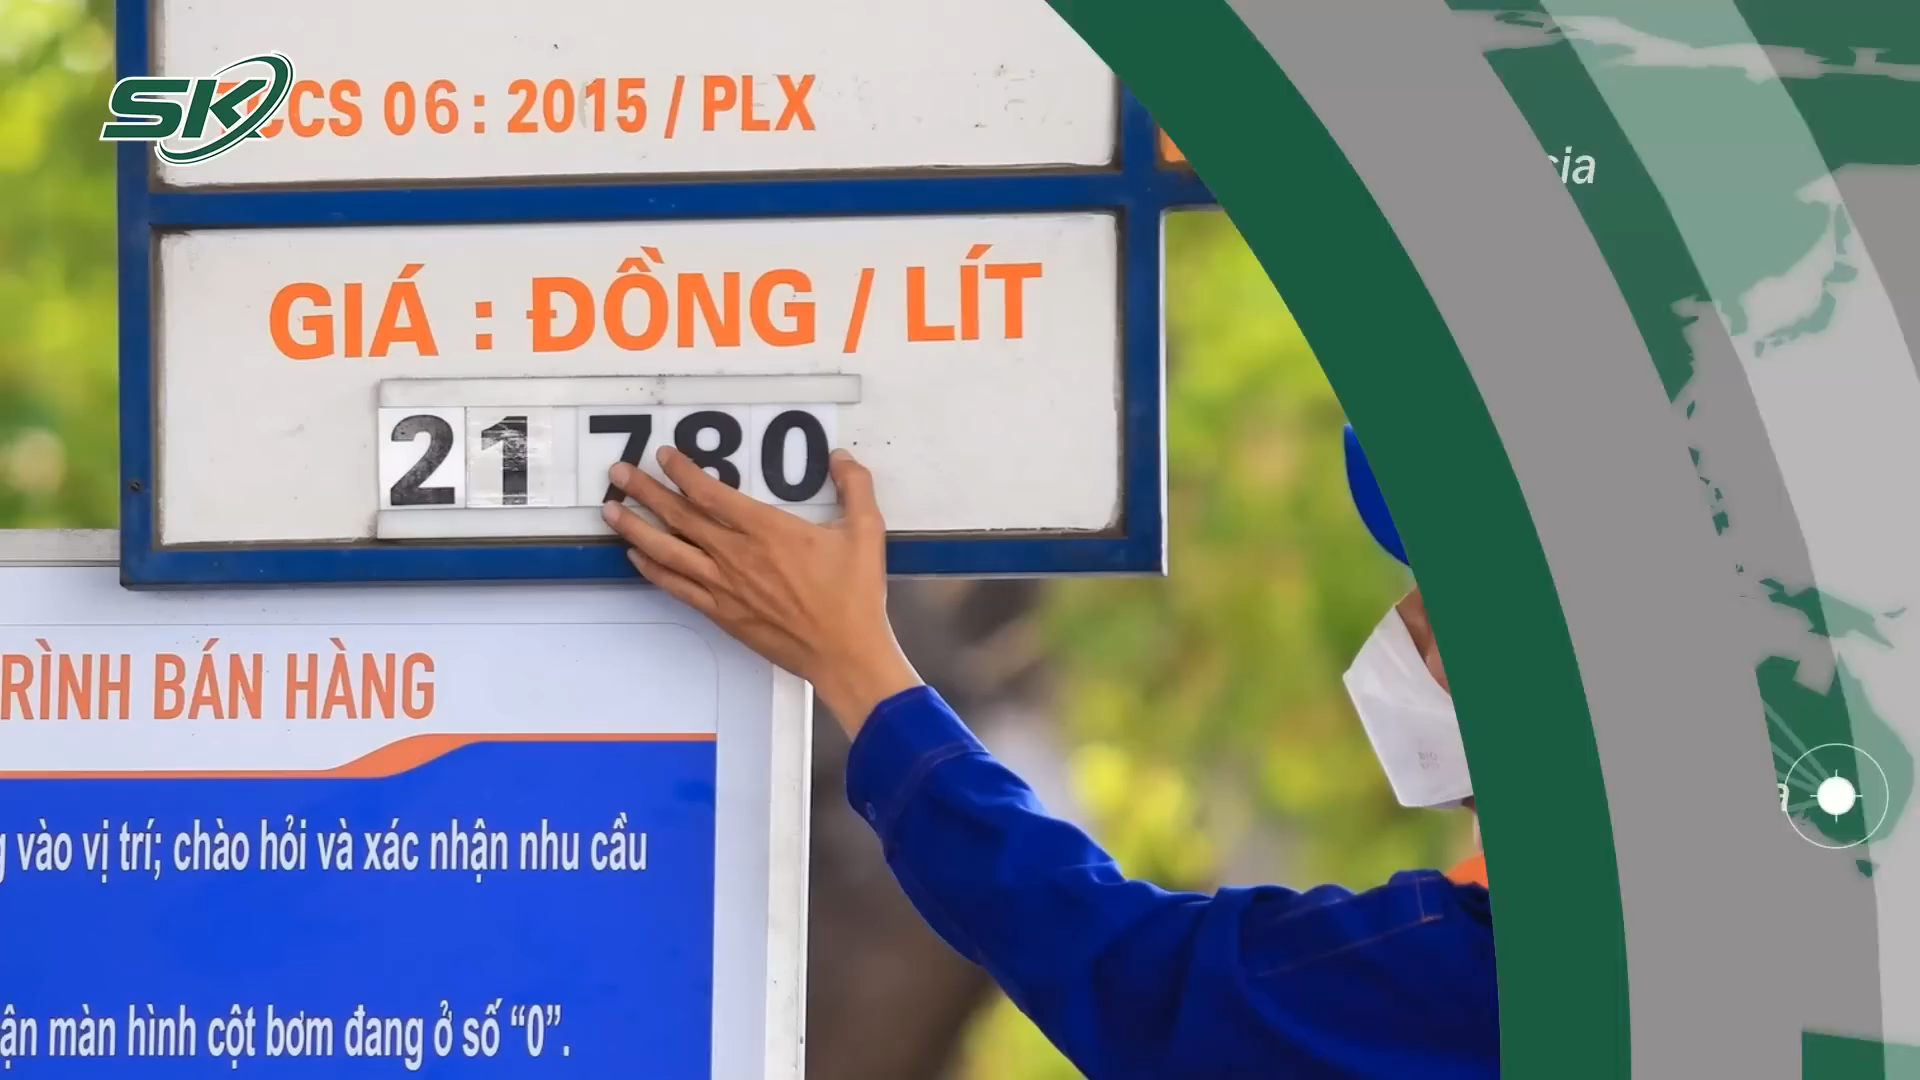 SK
CCS 06 : 2015 / PLX
GIÁ : ĐỒNG / LÍT
21 780
RÌNH BÁN HÀNG
vào vị trí; chào hỏi và xác nhận nhu cầu
màn hình cột bơm đang ở số “0”.